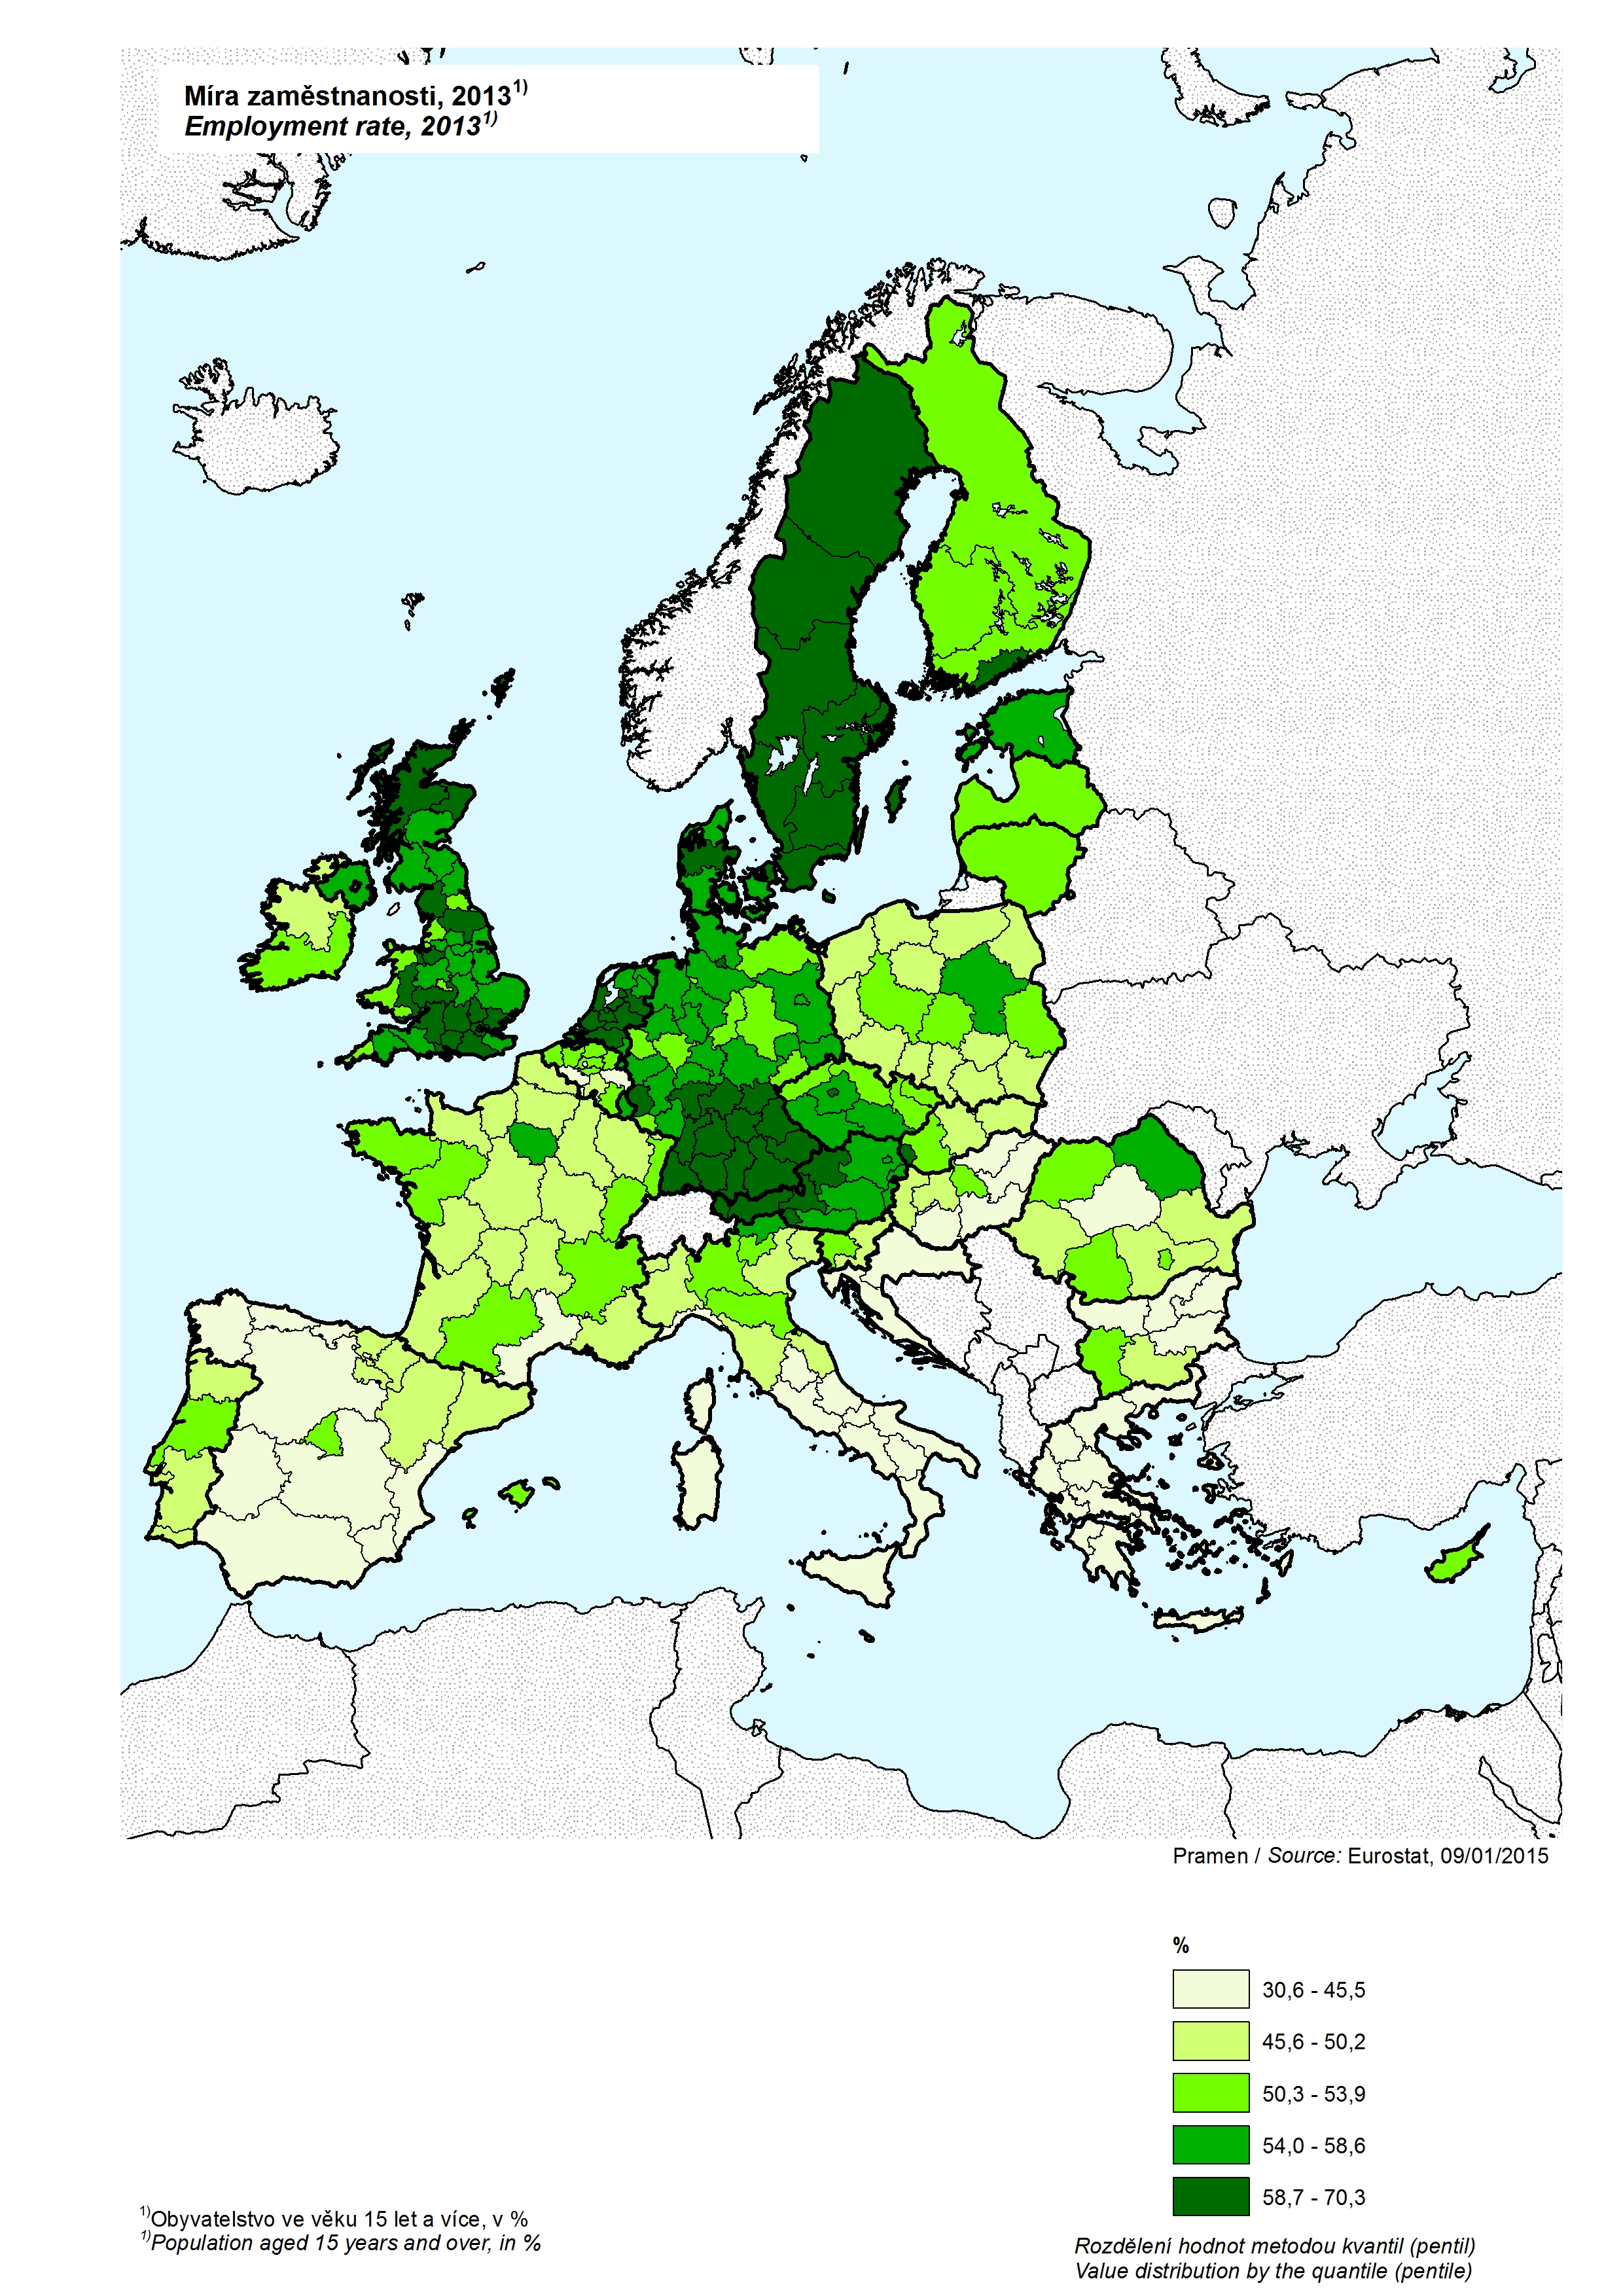 Míra zaměstnanosti, 2013¹⁾
Employment rate, 2013¹⁾
Pramen / Source: Eurostat, 09/01/2015
%
30,6 - 45,5
45,6 - 50,2
50,3 - 53,9
54,0 - 58,6
58,7 - 70,3
¹⁾Obyvatelstvo ve věku 15 let a více, v %
¹⁾Population aged 15 years and over, in %
Rozdělení hodnot metodou kvantil (pentil)
Value distribution by the quantile (pentile)